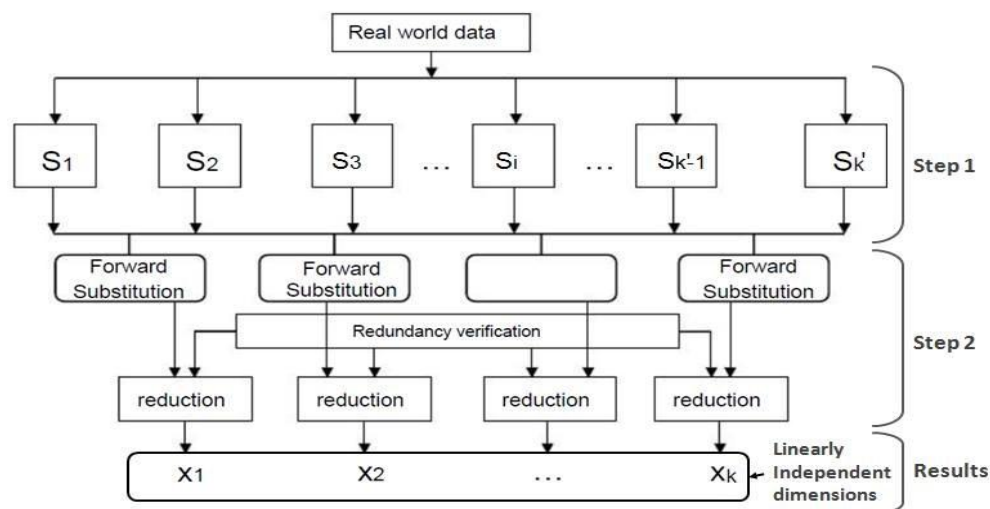 Real world data
S1 S2 S3 ... Si ... Sk'-1 Sk'
Step 1
Forward
Substitution
Forward
Substitution
Forward
Substitution
Redundancy verification
Step 2
reduction reduction reduction reduction
x1 x2 ... xk
Linearly
Independent
dimensions
Results